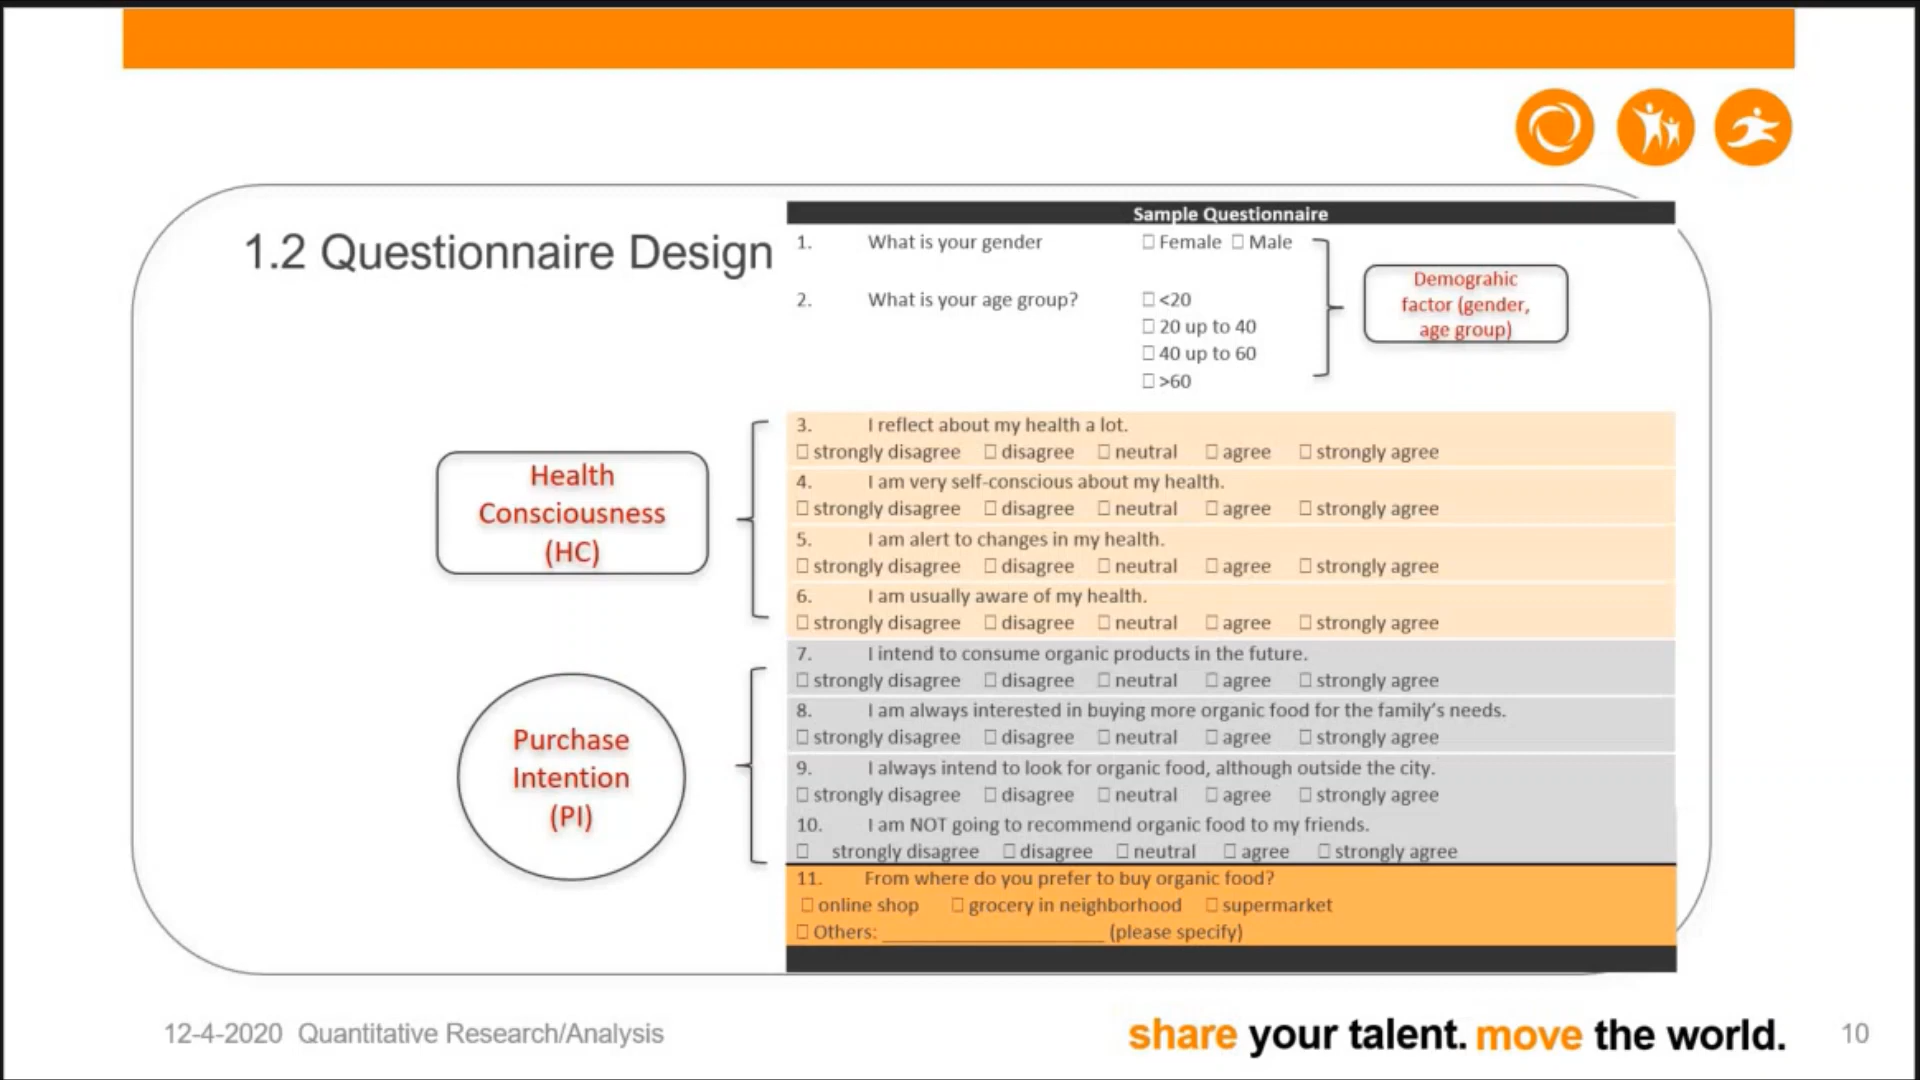 1.2 Questionnaire Design
Sample Questionnaire
1. What is your gender ☐ Female ☐ Male
2. What is your age group? ☐ <20
☐ 20 up to 40
☐ 40 up to 60
☐ >60
Demograhic
factor (gender,
age group)
Health
Consciousness
(HC)
3. I reflect about my health a lot.
☐ strongly disagree ☐ disagree ☐ neutral ☐ agree ☐ strongly agree
4. I am very self-conscious about my health.
☐ strongly disagree ☐ disagree ☐ neutral ☐ agree ☐ strongly agree
5. I am alert to changes in my health.
☐ strongly disagree ☐ disagree ☐ neutral ☐ agree ☐ strongly agree
6. I am usually aware of my health.
☐ strongly disagree ☐ disagree ☐ neutral ☐ agree ☐ strongly agree
Purchase
Intention
(PI)
7. I intend to consume organic products in the future.
☐ strongly disagree ☐ disagree ☐ neutral ☐ agree ☐ strongly agree
8. I am always interested in buying more organic food for the family's needs.
☐ strongly disagree ☐ disagree ☐ neutral ☐ agree ☐ strongly agree
9. I always intend to look for organic food, although outside the city.
☐ strongly disagree ☐ disagree ☐ neutral ☐ agree ☐ strongly agree
10. I am NOT going to recommend organic food to my friends.
☐ strongly disagree ☐ disagree ☐ neutral ☐ agree ☐ strongly agree
11. From where do you prefer to buy organic food?
☐ online shop ☐ grocery in neighborhood ☐ supermarket
☐ Others: ______________________ (please specify)
12-4-2020 Quantitative Research/Analysis
share your talent. move the world.
10